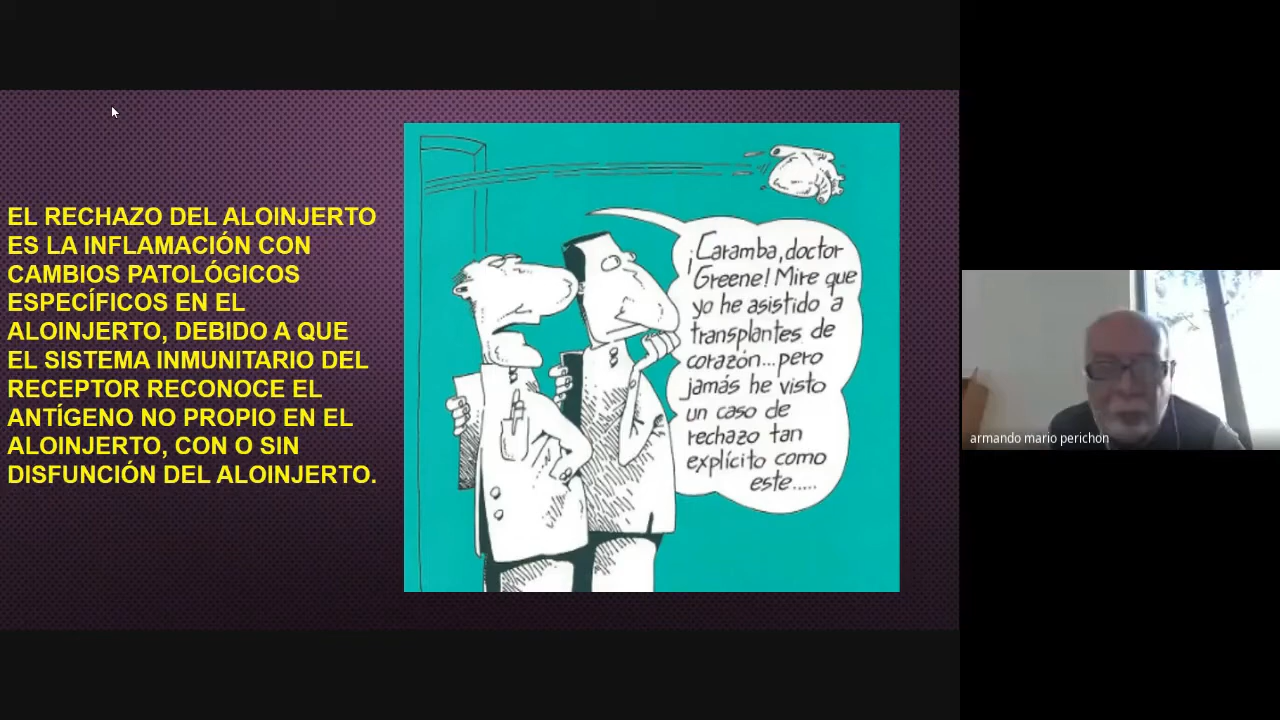 EL RECHAZO DEL ALOINJERTO
ES LA INFLAMACIÓN CON
CAMBIOS PATOLÓGICOS
ESPECÍFICOS EN EL
ALOINJERTO, DEBIDO A QUE
EL SISTEMA INMUNITARIO DEL
RECEPTOR RECONOCE EL
ANTÍGENO NO PROPIO EN EL
ALOINJERTO, CON O SIN
DISFUNCIÓN DEL ALOINJERTO.
¡Caramba, doctor
Greene! Mire que
yo he asistido a
transplantes de
corazón...pero
jamás he visto
un caso de
rechazo tan
explícito como
este.....
armando mario perichon